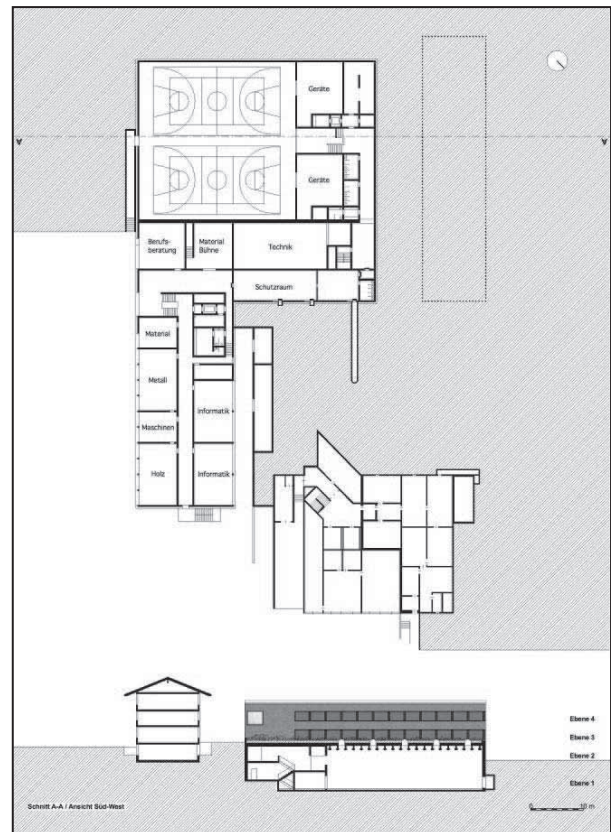 Geräte
A
A
Geräte
Berufs-
beratung
Material
Bühne
Technik
Schutzraum
Material
Metall
Informatik
Maschinen
Holz
Informatik
Ebene 4
Ebene 3
Ebene 2
Ebene 1
Schnitt A-A / Ansicht Süd-West
0 10 m